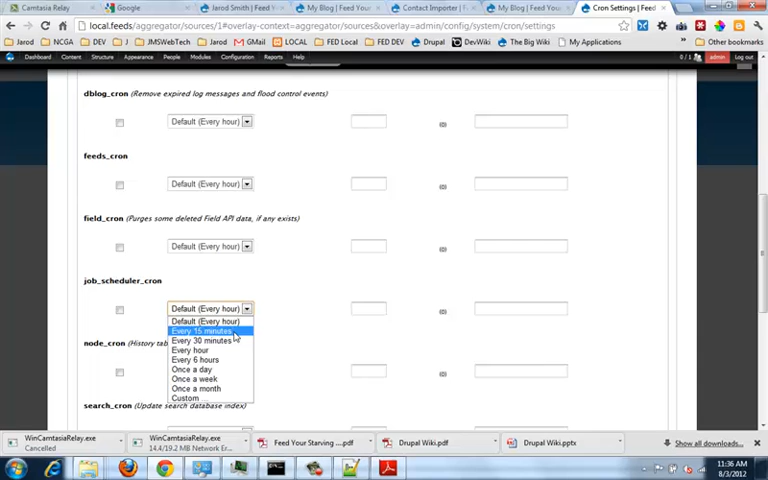 Camtasia Relay
Google
Jarod Smith | Feed Y
My Blog | Feed Your
Contact Importer | F
My Blog | Feed Your
Cron Settings | Feed
local.feeds/aggregator/sources/1#overlay-context=aggregator/sources&overlay=admin/config/system/cron/settings
FED
NCGA
DEV
JMSWebTech
Jarod
GMail
LOCAL
FED Local
FED DEV
Drupal
DevWiki
The Big Wiki
My Applications
Other bookmarks
Dashboard
Content
Structure
Appearance
People
Modules
Configuration
Reports
Help
0 / 1
admin
Log out
dblog_cron (Remove expired log messages and flood control events)
Default (Every hour)
feeds_cron
Default (Every hour)
field_cron (Purges some deleted Field API data, if any exists)
Default (Every hour)
job_scheduler_cron
Default (Every hour)
Default (Every hour)
Every 15 minutes
Every 30 minutes
node_cron (History tab
Every hour
Every 6 hours
Once a day
Once a week
Once a month
Custom ...
search_cron (Update search database index)
WinCamtasiaRelay.exe
Cancelled
WinCamtasiaRelay.exe
14.4/19.2 MB Network Er...
Feed Your Starving ....pdf
Drupal Wiki.pdf
Drupal Wiki.pptx
Show all downloads...
11:36 AM
8/3/2012